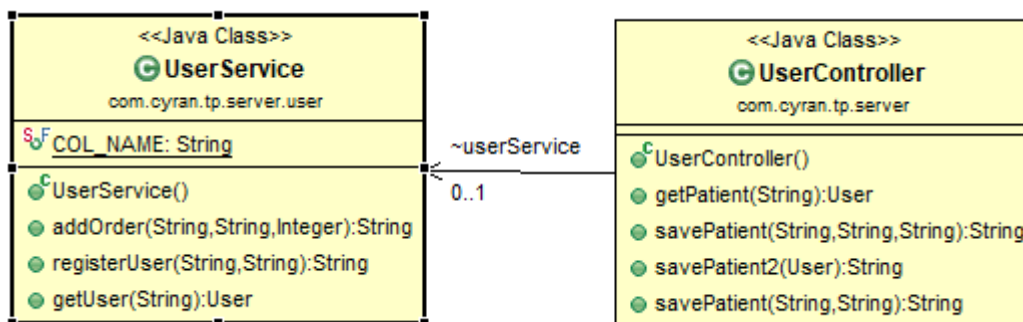 <<Java Class>>
UserService
com.cyran.tp.server.user
COL_NAME: String
UserService()
addOrder(String,String,Integer):String
registerUser(String,String):String
getUser(String):User
~userService
0..1
<<Java Class>>
UserController
com.cyran.tp.server
UserController()
getPatient(String):User
savePatient(String,String,String):String
savePatient2(User):String
savePatient(String,String):String